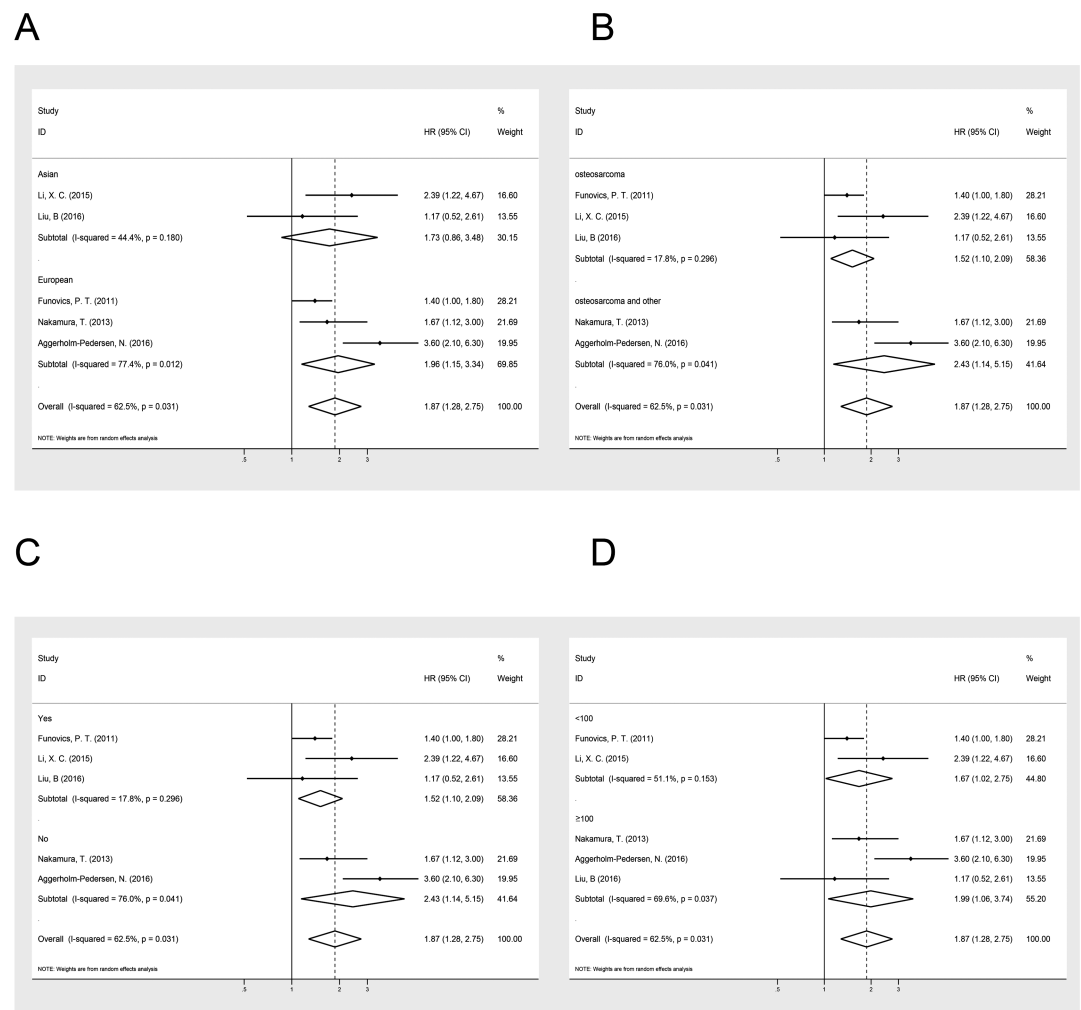 A
Study %
ID HR (95% CI) Weight
Asian
Li, X. C. (2015) 2.39 (1.22, 4.67) 16.60
Liu, B (2016) 1.17 (0.52, 2.61) 13.55
Subtotal (I-squared = 44.4%, p = 0.180) 1.73 (0.86, 3.48) 30.15
.
European
Funovics, P. T. (2011) 1.40 (1.00, 1.80) 28.21
Nakamura, T. (2013) 1.67 (1.12, 3.00) 21.69
Aggerholm-Pedersen, N. (2016) 3.60 (2.10, 6.30) 19.95
Subtotal (I-squared = 77.4%, p = 0.012) 1.96 (1.15, 3.34) 69.85
.
Overall (I-squared = 62.5%, p = 0.031) 1.87 (1.28, 2.75) 100.00
NOTE: Weights are from random effects analysis
.5 1 2 3
B
Study %
ID HR (95% CI) Weight
osteosarcoma
Funovics, P. T. (2011) 1.40 (1.00, 1.80) 28.21
Li, X. C. (2015) 2.39 (1.22, 4.67) 16.60
Liu, B (2016) 1.17 (0.52, 2.61) 13.55
Subtotal (I-squared = 17.8%, p = 0.296) 1.52 (1.10, 2.09) 58.36
.
osteosarcoma and other
Nakamura, T. (2013) 1.67 (1.12, 3.00) 21.69
Aggerholm-Pedersen, N. (2016) 3.60 (2.10, 6.30) 19.95
Subtotal (I-squared = 76.0%, p = 0.041) 2.43 (1.14, 5.15) 41.64
.
Overall (I-squared = 62.5%, p = 0.031) 1.87 (1.28, 2.75) 100.00
NOTE: Weights are from random effects analysis
.5 1 2 3
C
Study %
ID HR (95% CI) Weight
Yes
Funovics, P. T. (2011) 1.40 (1.00, 1.80) 28.21
Li, X. C. (2015) 2.39 (1.22, 4.67) 16.60
Liu, B (2016) 1.17 (0.52, 2.61) 13.55
Subtotal (I-squared = 17.8%, p = 0.296) 1.52 (1.10, 2.09) 58.36
.
No
Nakamura, T. (2013) 1.67 (1.12, 3.00) 21.69
Aggerholm-Pedersen, N. (2016) 3.60 (2.10, 6.30) 19.95
Subtotal (I-squared = 76.0%, p = 0.041) 2.43 (1.14, 5.15) 41.64
.
Overall (I-squared = 62.5%, p = 0.031) 1.87 (1.28, 2.75) 100.00
NOTE: Weights are from random effects analysis
.5 1 2 3
D
Study %
ID HR (95% CI) Weight
<100
Funovics, P. T. (2011) 1.40 (1.00, 1.80) 28.21
Li, X. C. (2015) 2.39 (1.22, 4.67) 16.60
Subtotal (I-squared = 51.1%, p = 0.153) 1.67 (1.02, 2.75) 44.80
.
≥100
Nakamura, T. (2013) 1.67 (1.12, 3.00) 21.69
Aggerholm-Pedersen, N. (2016) 3.60 (2.10, 6.30) 19.95
Liu, B (2016) 1.17 (0.52, 2.61) 13.55
Subtotal (I-squared = 69.6%, p = 0.037) 1.99 (1.06, 3.74) 55.20
.
Overall (I-squared = 62.5%, p = 0.031) 1.87 (1.28, 2.75) 100.00
NOTE: Weights are from random effects analysis
.5 1 2 3